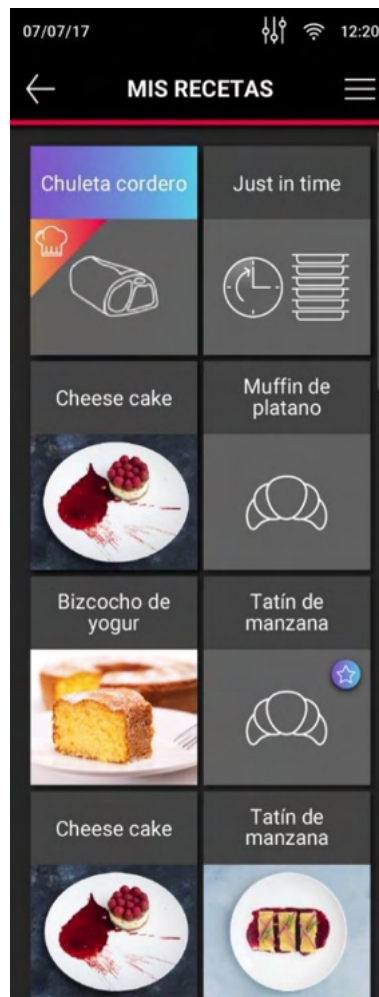 07/07/17
12:20
MIS RECETAS
Chuleta cordero
Just in time
Cheese cake
Muffin de
platano
Bizcocho de
yogur
Tatín de
manzana
Cheese cake
Tatín de
manzana